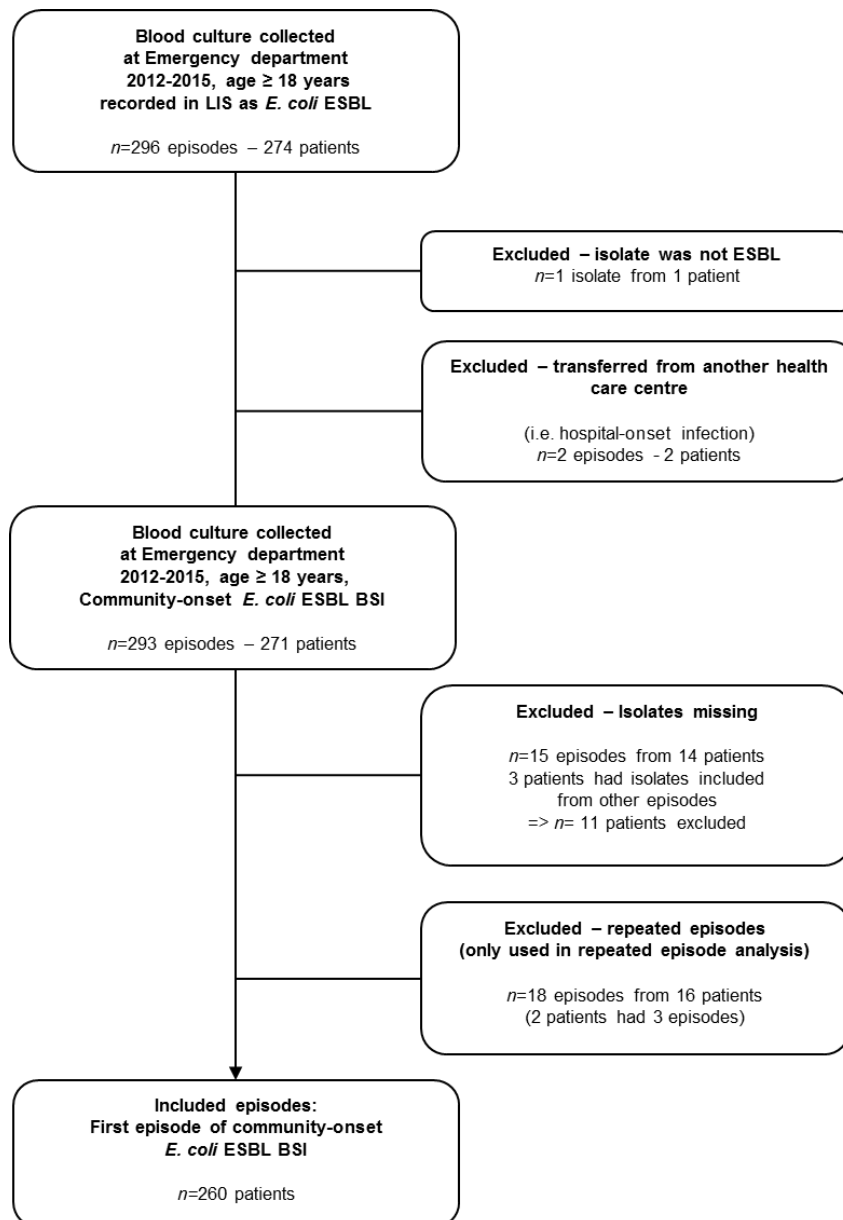 Blood culture collected
at Emergency department
2012-2015, age ≥ 18 years
recorded in LIS as E. coli ESBL
n=296 episodes – 274 patients
Excluded – isolate was not ESBL
n=1 isolate from 1 patient
Excluded – transferred from another health
care centre
(i.e. hospital-onset infection)
n=2 episodes - 2 patients
Blood culture collected
at Emergency department
2012-2015, age ≥ 18 years,
Community-onset E. coli ESBL BSI
n=293 episodes – 271 patients
Excluded – Isolates missing
n=15 episodes from 14 patients
3 patients had isolates included
from other episodes
=> n= 11 patients excluded
Excluded – repeated episodes
(only used in repeated episode analysis)
n=18 episodes from 16 patients
(2 patients had 3 episodes)
Included episodes:
First episode of community-onset
E. coli ESBL BSI
n=260 patients